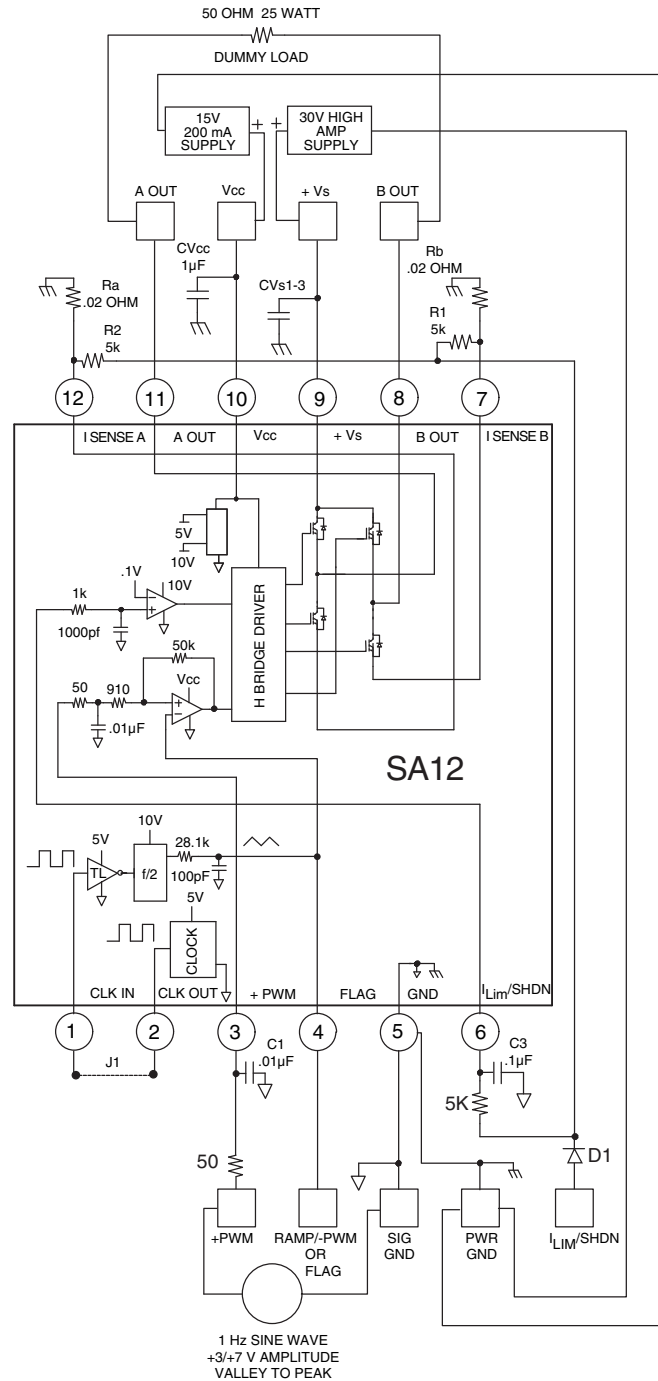 50 OHM 25 WATT
DUMMY LOAD
15V
200 mA
SUPPLY
+
+
30V HIGH
AMP
SUPPLY
A OUT
Vcc
+ Vs
B OUT
Ra
.02 OHM
CVcc
1µF
CVs1-3
Rb
.02 OHM
R2
5k
R1
5k
12
11
10
9
8
7
I SENSE A
A OUT
Vcc
+ Vs
B OUT
I SENSE B
5V
10V
.1V
10V
1k
1000pf
H BRIDGE DRIVER
50k
50
910
Vcc
.01µF
+
−
−
+
SA12
10V
5V
28.1k
TL
f/2
100pF
5V
CLOCK
CLK IN
CLK OUT
+ PWM
FLAG
GND
ILim/SHDN
1
2
3
4
5
6
J1
C1
.01µF
C3
.1µF
5K
50
D1
+PWM
RAMP/-PWM
OR
FLAG
SIG
GND
PWR
GND
ILIM/SHDN
1 Hz SINE WAVE
+3/+7 V AMPLITUDE
VALLEY TO PEAK